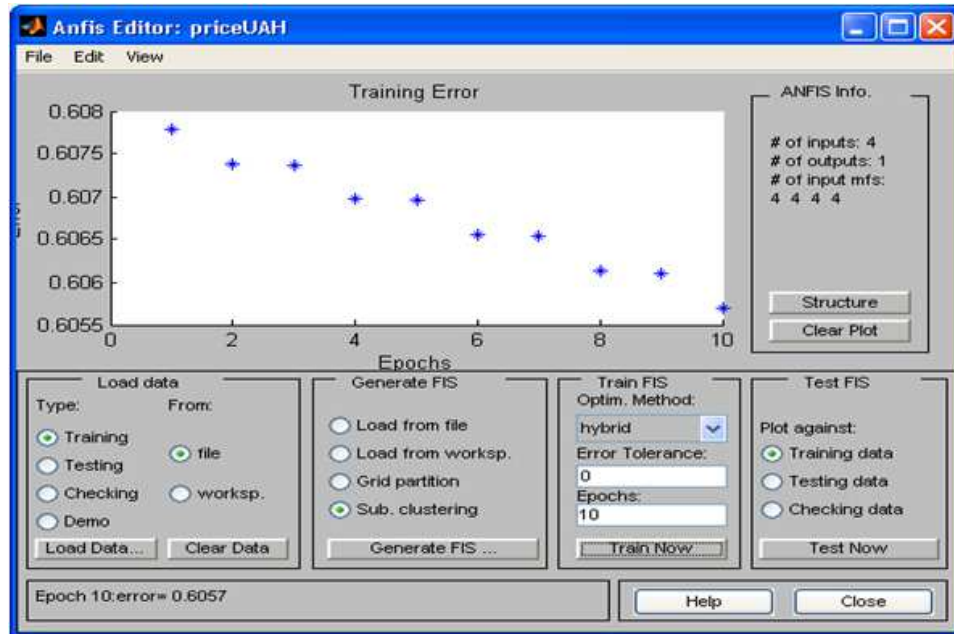 Anfis Editor: priceUAH
File Edit View
Training Error
0.608
0.6075
0.607
0.6065
0.606
0.6055
0 2 4 6 8 10
Error
Epochs
ANFIS Info.
# of inputs: 4
# of outputs: 1
# of input mfs:
4 4 4 4
Structure
Clear Plot
Load data
Type: From:
Training
Testing
Checking
Demo
file
worksp.
Load Data... Clear Data
Generate FIS
Load from file
Load from worksp.
Grid partition
Sub. clustering
Generate FIS ...
Train FIS
Optim. Method:
hybrid
Error Tolerance:
0
Epochs:
10
Train Now
Test FIS
Plot against:
Training data
Testing data
Checking data
Test Now
Epoch 10:error= 0.6057
Help Close